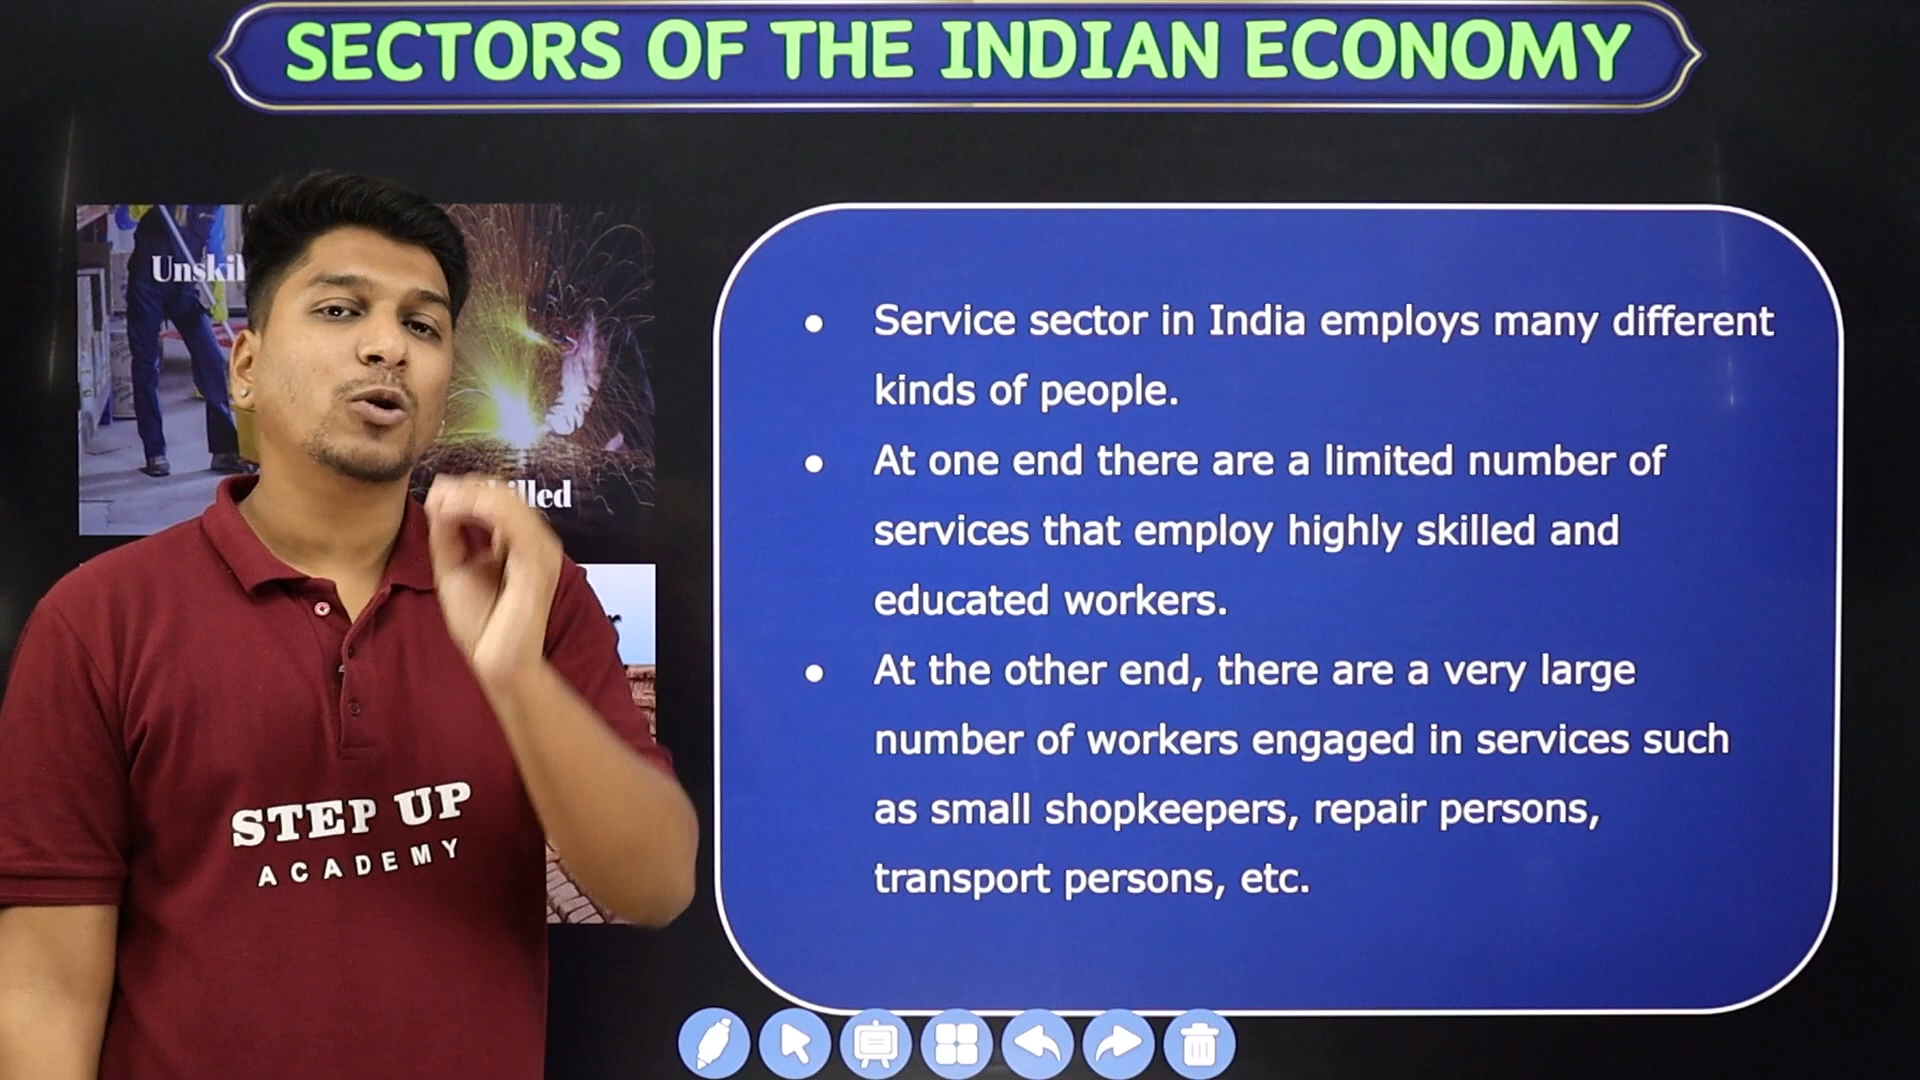 SECTORS OF THE INDIAN ECONOMY
STEP UP
ACADEMY
● Service sector in India employs many different
kinds of people.
● At one end there are a limited number of
services that employ highly skilled and
educated workers.
● At the other end, there are a very large
number of workers engaged in services such
as small shopkeepers, repair persons,
transport persons, etc.